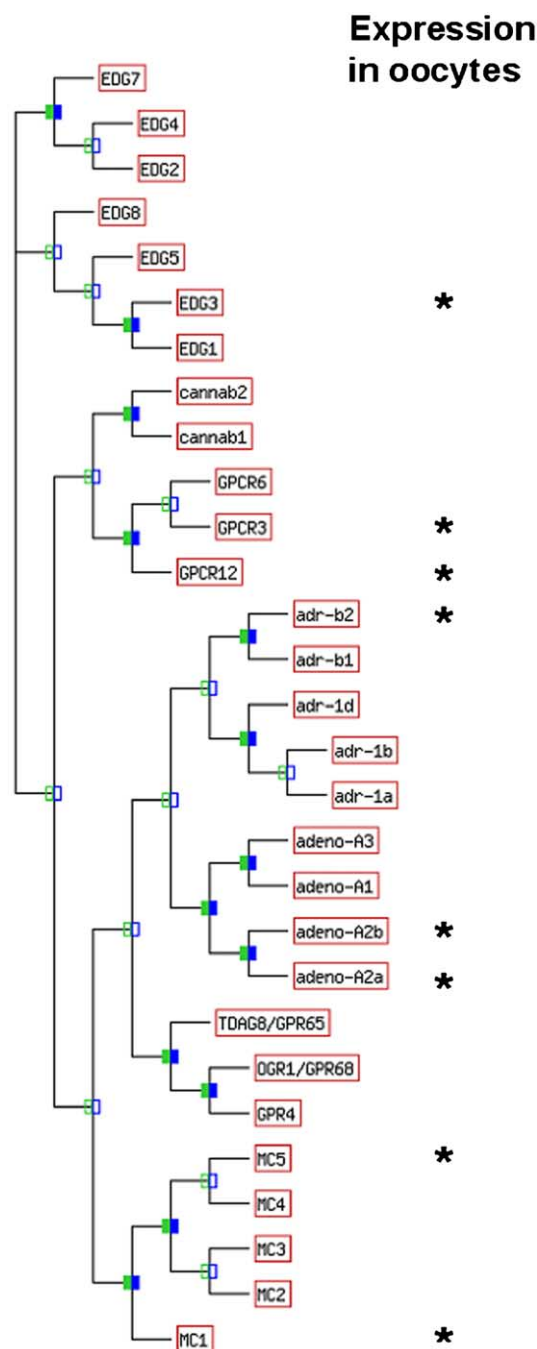 Expression
in oocytes
EDG7
EDG4
EDG2
EDG8
EDG5
EDG3 *
EDG1
cannab2
cannab1
GPCR6
GPCR3 *
GPCR12 *
adr-b2 *
adr-b1
adr-1d
adr-1b
adr-1a
adeno-A3
adeno-A1
adeno-A2b *
adeno-A2a *
TDAG8/GPR65
OGR1/GPR68
GPR4
MC5 *
MC4
MC3
MC2
MC1 *